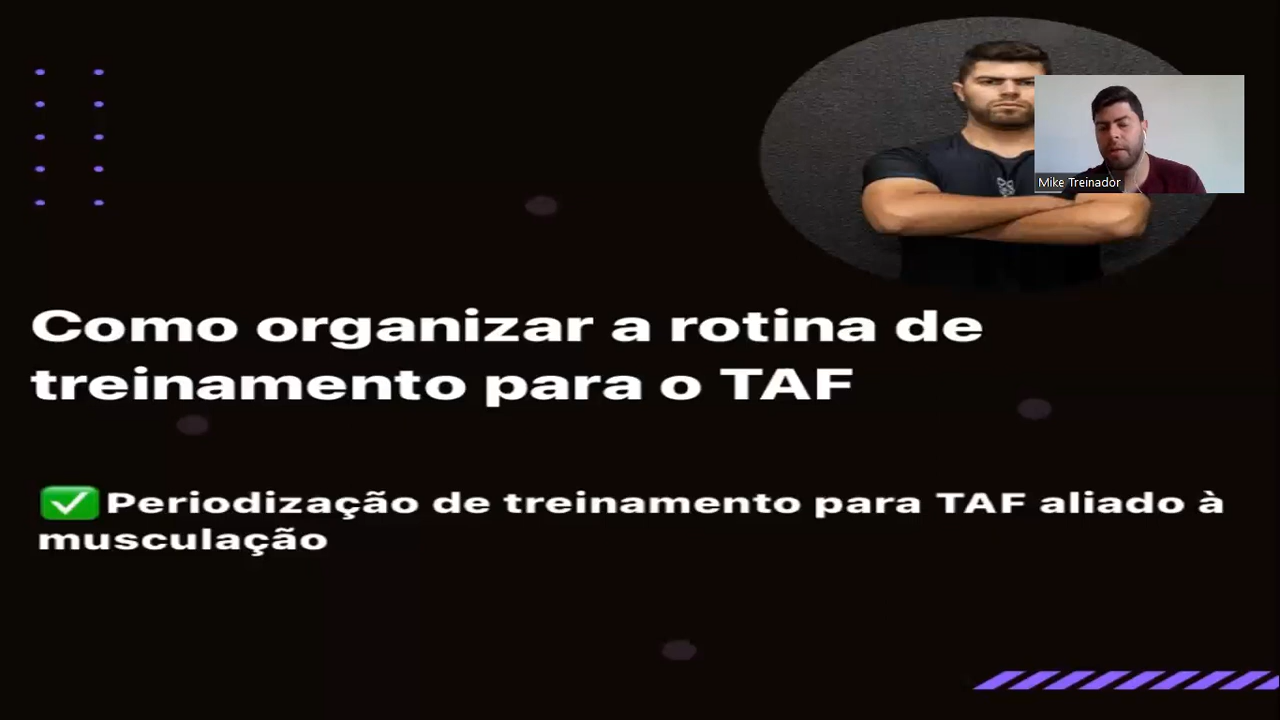 Mike Treinador
Como organizar a rotina de
treinamento para o TAF
✅Periodização de treinamento para TAF aliado à
musculação